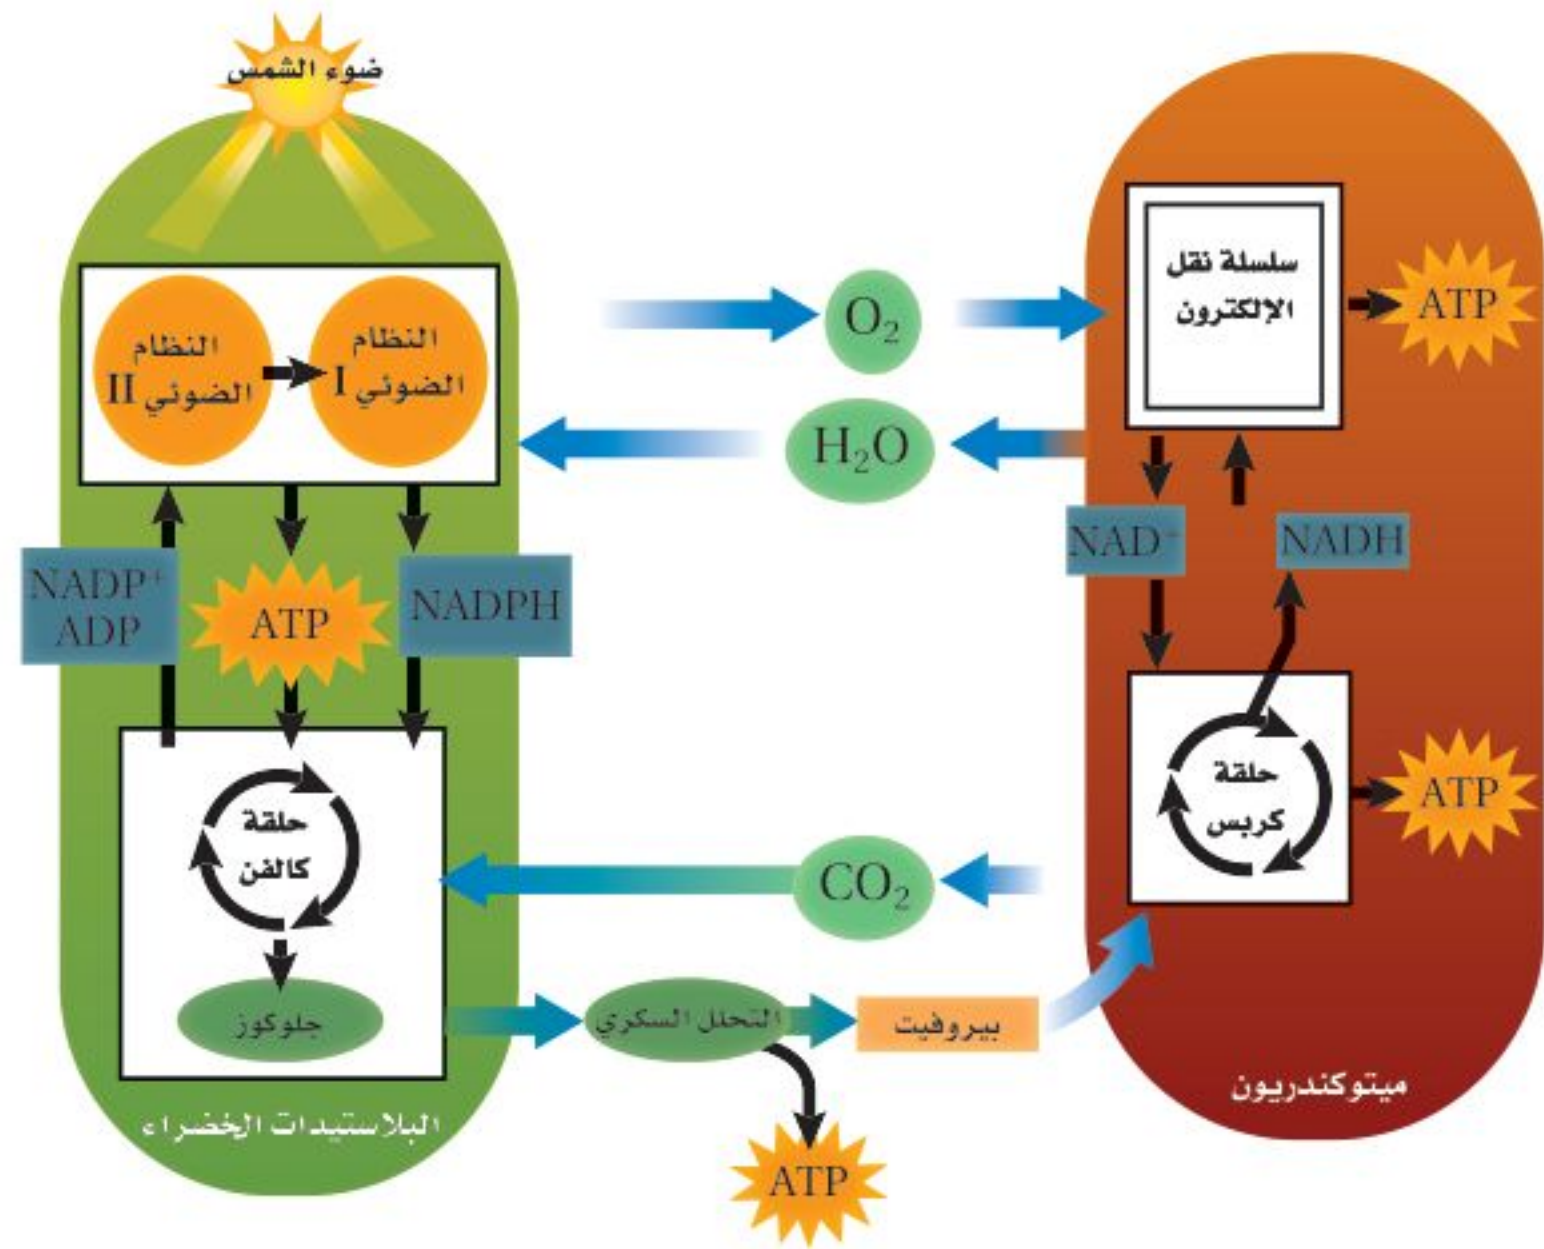 ضوء الشمس
النظام
الضوئي II
النظام
الضوئي I
NADP⁺
ADP
ATP
NADPH
حلقة
كالفن
جلوكوز
البلاستيدات الخضراء
O₂
H₂O
CO₂
التحلل السكري
بيروفيت
ATP
سلسلة نقل
الإلكترون
ATP
NAD⁺
NADH
حلقة
كربس
ATP
ميتوكندريون